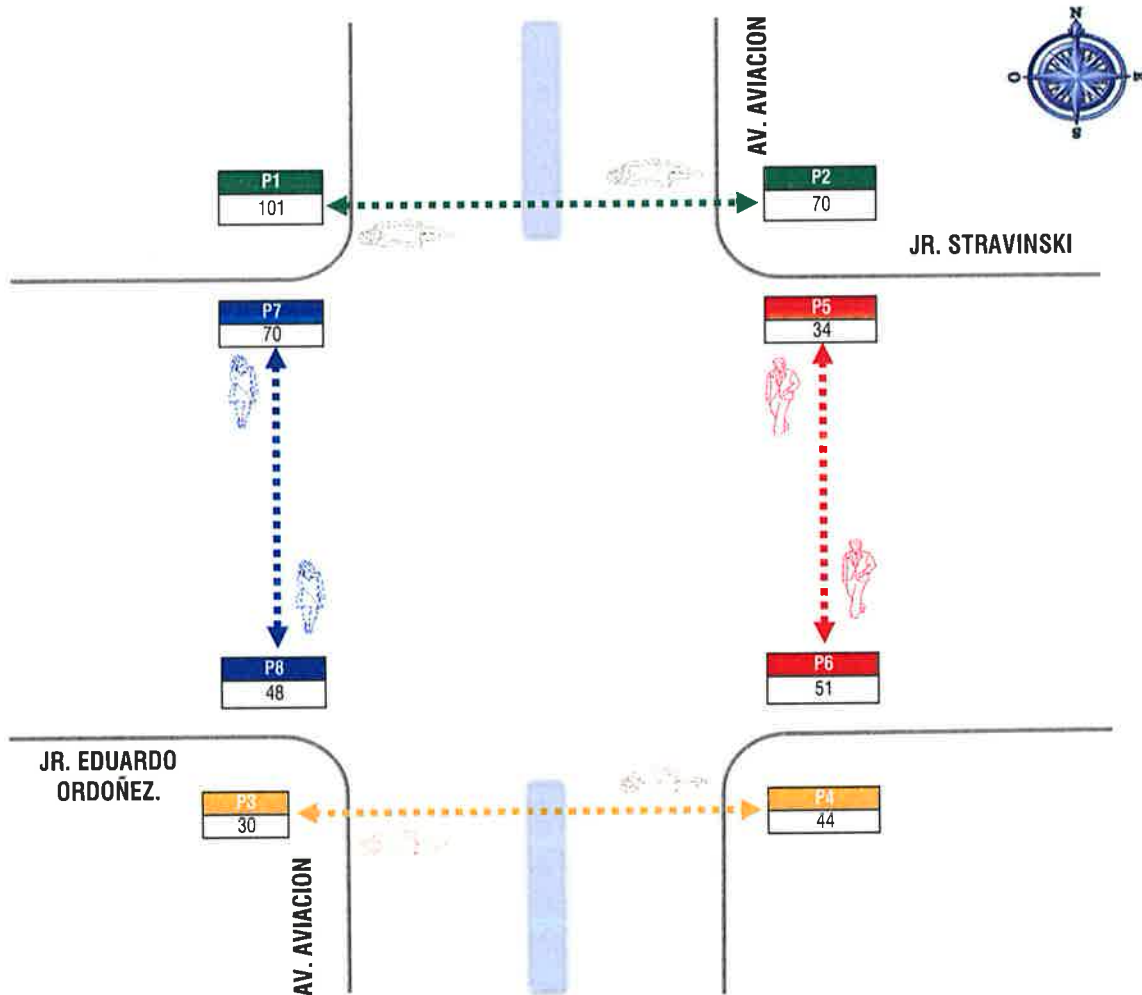 AV. AVIACION
N
O
E
S
P1
101
P2
70
JR. STRAVINSKI
P7
70
P5
34
P8
48
P6
51
JR. EDUARDO
ORDOÑEZ.
P3
30
P4
44
AV. AVIACION